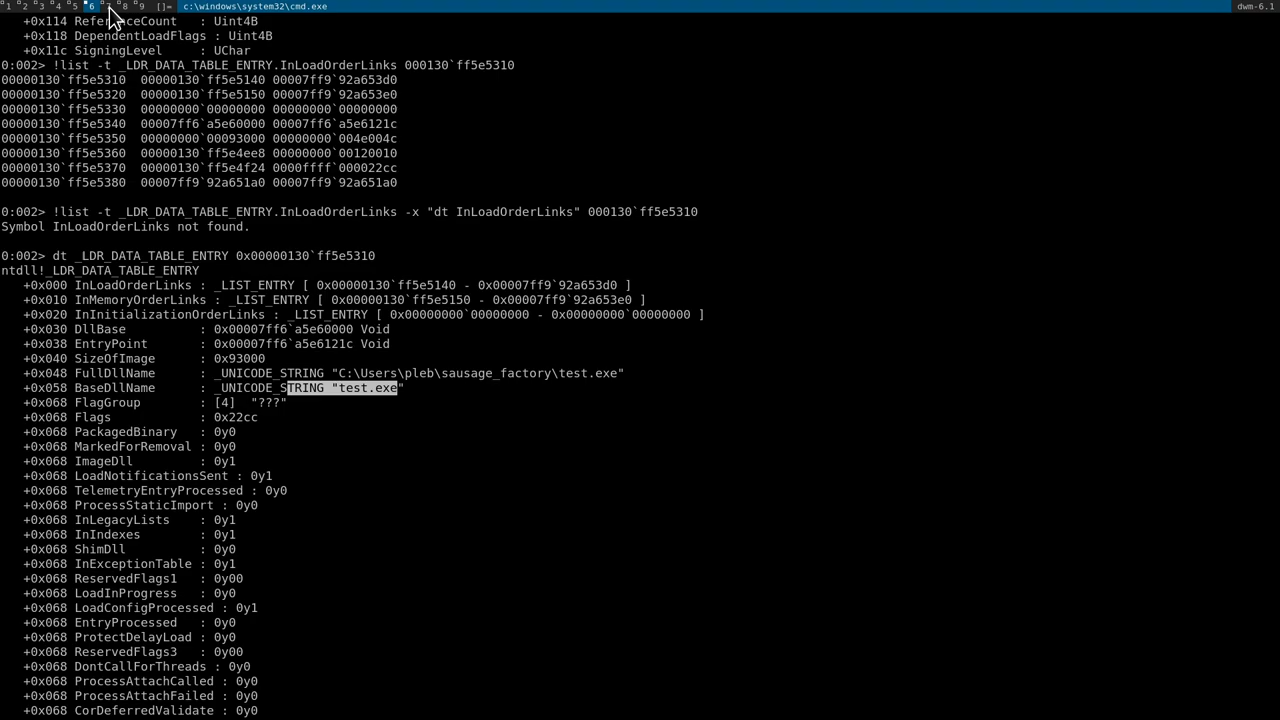 1 2 3 4 5 6 7 8 9 []= c:\windows\system32\cmd.exe dwm-6.1
+0x114 ReferenceCount : Uint4B
+0x118 DependentLoadFlags : Uint4B
+0x11c SigningLevel : UChar
0:002> !list -t _LDR_DATA_TABLE_ENTRY.InLoadOrderLinks 000130`ff5e5310
00000130`ff5e5310 00000130`ff5e5140 00007ff9`92a653d0
00000130`ff5e5320 00000130`ff5e5150 00007ff9`92a653e0
00000130`ff5e5330 00000000`00000000 00000000`00000000
00000130`ff5e5340 00007ff6`a5e60000 00007ff6`a5e6121c
00000130`ff5e5350 00000000`00093000 00000000`004e004c
00000130`ff5e5360 00000130`ff5e4ee8 00000000`00120010
00000130`ff5e5370 00000130`ff5e4f24 0000ffff`000022cc
00000130`ff5e5380 00007ff9`92a651a0 00007ff9`92a651a0
0:002> !list -t _LDR_DATA_TABLE_ENTRY.InLoadOrderLinks -x "dt InLoadOrderLinks" 000130`ff5e5310
Symbol InLoadOrderLinks not found.
0:002> dt _LDR_DATA_TABLE_ENTRY 0x00000130`ff5e5310
ntdll!_LDR_DATA_TABLE_ENTRY
+0x000 InLoadOrderLinks : _LIST_ENTRY [ 0x00000130`ff5e5140 - 0x00007ff9`92a653d0 ]
+0x010 InMemoryOrderLinks : _LIST_ENTRY [ 0x00000130`ff5e5150 - 0x00007ff9`92a653e0 ]
+0x020 InInitializationOrderLinks : _LIST_ENTRY [ 0x00000000`00000000 - 0x00000000`00000000 ]
+0x030 DllBase : 0x00007ff6`a5e60000 Void
+0x038 EntryPoint : 0x00007ff6`a5e6121c Void
+0x040 SizeOfImage : 0x93000
+0x048 FullDllName : _UNICODE_STRING "C:\Users\pleb\sausage_factory\test.exe"
+0x058 BaseDllName : _UNICODE_STRING "test.exe"
+0x068 FlagGroup : [4] "???"
+0x068 Flags : 0x22cc
+0x068 PackagedBinary : 0y0
+0x068 MarkedForRemoval : 0y0
+0x068 ImageDll : 0y1
+0x068 LoadNotificationsSent : 0y1
+0x068 TelemetryEntryProcessed : 0y0
+0x068 ProcessStaticImport : 0y0
+0x068 InLegacyLists : 0y1
+0x068 InIndexes : 0y1
+0x068 ShimDll : 0y0
+0x068 InExceptionTable : 0y1
+0x068 ReservedFlags1 : 0y00
+0x068 LoadInProgress : 0y0
+0x068 LoadConfigProcessed : 0y1
+0x068 EntryProcessed : 0y0
+0x068 ProtectDelayLoad : 0y0
+0x068 ReservedFlags3 : 0y00
+0x068 DontCallForThreads : 0y0
+0x068 ProcessAttachCalled : 0y0
+0x068 ProcessAttachFailed : 0y0
+0x068 CorDeferredValidate : 0y0